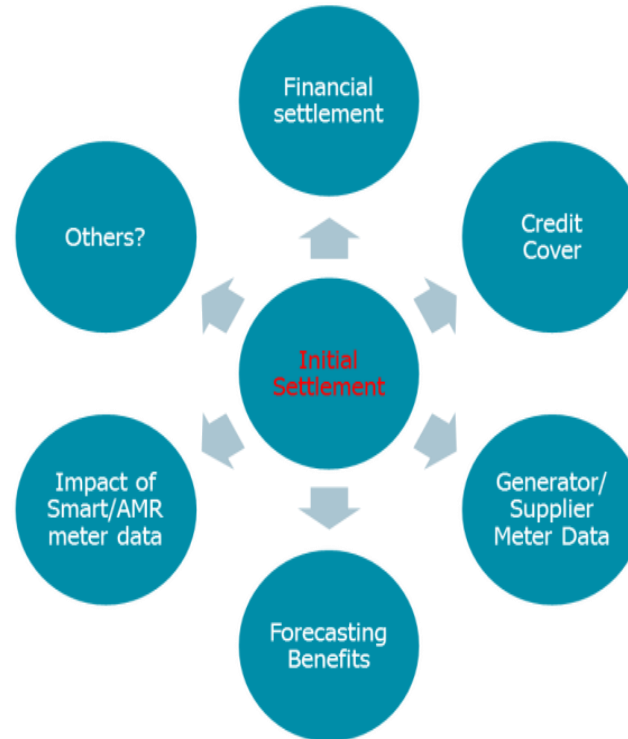 Financial
settlement
Others?
Credit
Cover
Initial
Settlement
Impact of
Smart/AMR
meter data
Generator/
Supplier
Meter Data
Forecasting
Benefits